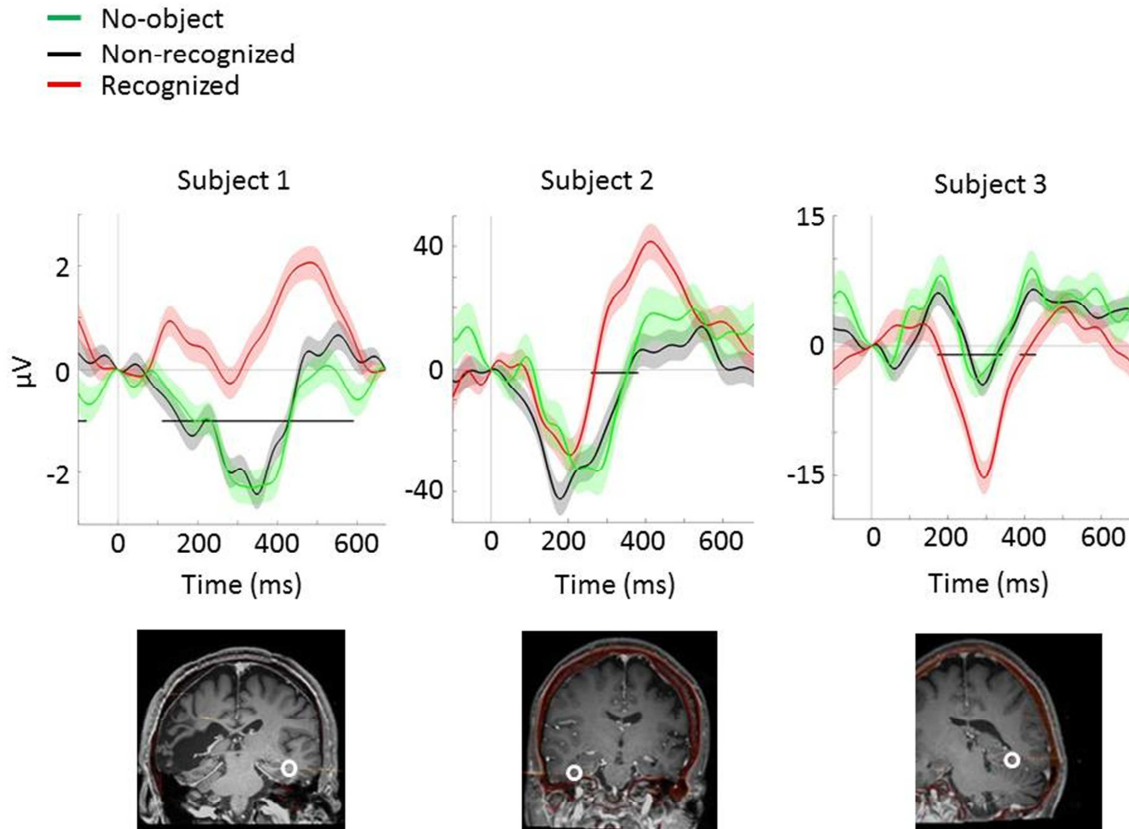 No-object
Non-recognized
Recognized
Subject 1
Subject 2
Subject 3
µV
2
0
-2
0 200 400 600
Time (ms)
40
0
-40
0 200 400 600
Time (ms)
15
0
-15
0 200 400 600
Time (ms)